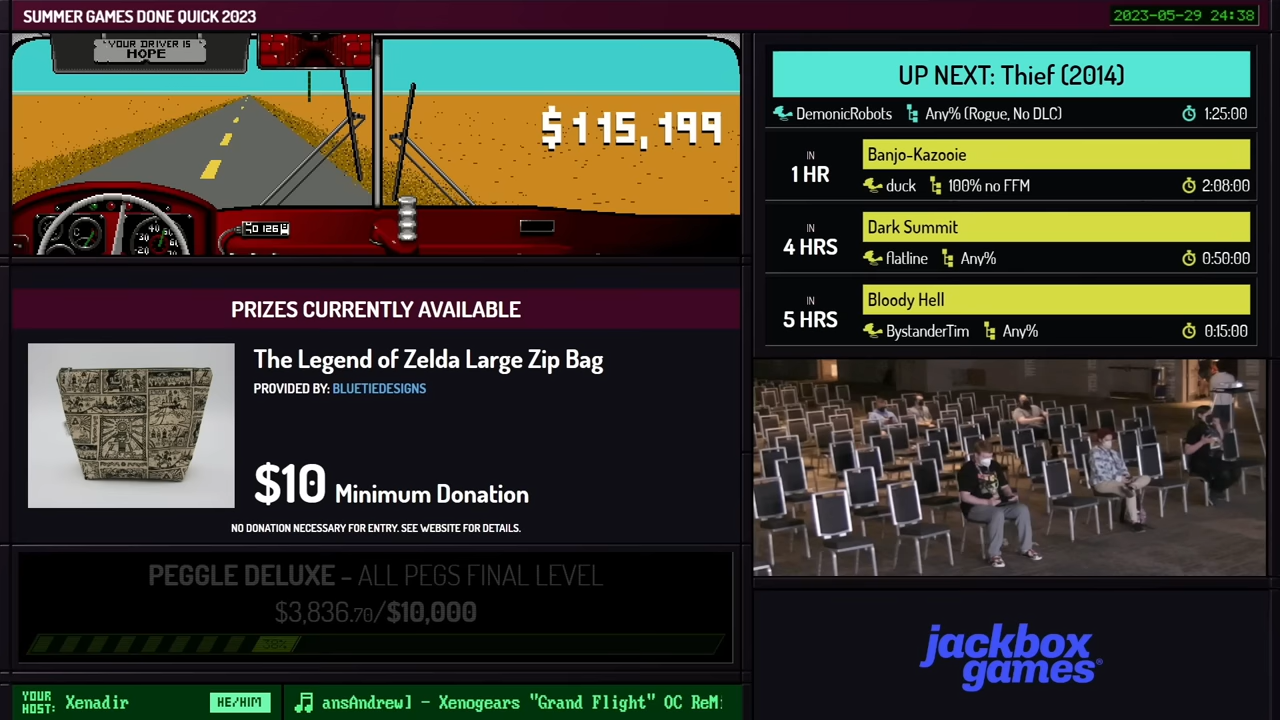 SUMMER GAMES DONE QUICK 2023
2023-05-29 24:38
YOUR DRIVER IS
HOPE
$115,199
UP NEXT: Thief (2014)
DemonicRobots Any% (Rogue, No DLC) 1:25:00
IN
1 HR
Banjo-Kazooie
duck 100% no FFM 2:08:00
IN
4 HRS
Dark Summit
flatline Any% 0:50:00
IN
5 HRS
Bloody Hell
BystanderTim Any% 0:15:00
PRIZES CURRENTLY AVAILABLE
The Legend of Zelda Large Zip Bag
PROVIDED BY: BLUETIEDESIGNS
$10 Minimum Donation
NO DONATION NECESSARY FOR ENTRY. SEE WEBSITE FOR DETAILS.
PEGGLE DELUXE – ALL PEGS FINAL LEVEL
$3,836.70/$10,000
38%
jackbox
games®
YOUR
HOST: Xenadir HE/HIM
ansAndrew] - Xenogears "Grand Flight" OC ReM